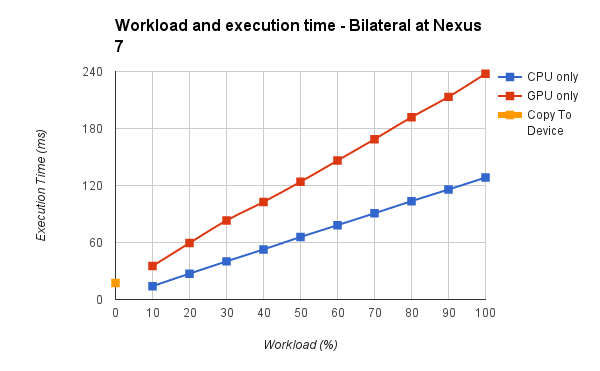 Workload and execution time - Bilateral at Nexus
7
240
180
120
60
0
0 10 20 30 40 50 60 70 80 90 100
Execution Time (ms)
Workload (%)
CPU only
GPU only
Copy To
Device